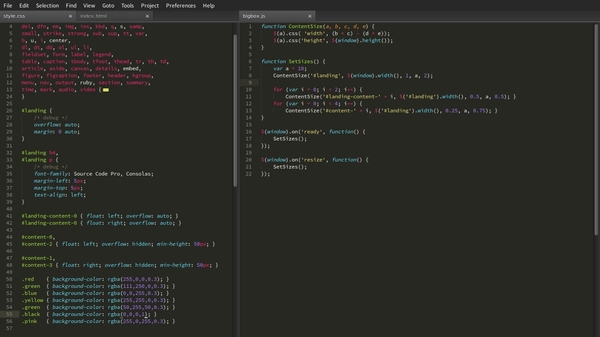 File Edit Selection Find View Goto Tools Project Preferences Help
style.css
index.html
4 del, dfn, em, img, ins, kbd, q, s, samp,
5 small, strike, strong, sub, sup, tt, var,
6 b, u, i, center,
7 dl, dt, dd, ol, ul, li,
8 fieldset, form, label, legend,
9 table, caption, tbody, tfoot, thead, tr, th, td,
10 article, aside, canvas, details, embed,
11 figure, figcaption, footer, header, hgroup,
12 menu, nav, output, ruby, section, summary,
13 time, mark, audio, video {
26
27 #landing {
28 /* debug */
29 overflow: auto;
30 margin: 0 auto;
31 }
32
33 #landing h4,
34 #landing p {
35 /* debug */
36 font-family: Source Code Pro, Consolas;
37 margin-left: 5px;
38 margin-top: 5px;
39 text-align: left;
40 }
41 #landing-content-0 { float: left; overflow: auto; }
42 #landing-content-0 { float: right; overflow: auto; }
43
44 #content-0,
45 #content-2 { float: left; overflow: hidden; min-height: 50px; }
46
47 #content-1,
48 #content-3 { float: right; overflow: hidden; min-height: 50px; }
49
50 .red { background-color: rgba(255,0,0,0.3); }
51 .green { background-color: rgba(111,250,0,0.3); }
52 .blue { background-color: rgba(0,0,255,0.3); }
53 .yellow { background-color: rgba(255,255,0,0.3); }
54 .green { background-color: rgba(50,255,50,0.3); }
55 .black { background-color: rgba(0,0,0,1); }
56 .pink { background-color: rgba(255,0,255,0.3); }
57
bigbox.js
1 function ContentSize(a, b, c, d, e) {
2 $(a).css( 'width', (b * c) - (d * e));
3 $(a).css('height', $(window).height());
4 }
5
6 function SetSizes() {
7 var a = 10;
8 ContentSize('#landing', $(window).width(), 1, a, 2);
9
10 for (var i = 0; i < 2; i++) {
11 ContentSize('#landing-content-' + i, $('#landing').width(), 0.5, a, 0.5); }
12 for (var i = 0; i < 4; i++) {
13 ContentSize('#content-' + i, $('#landing').width(), 0.25, a, 0.75); }
14 }
15
16 $(window).on('ready', function() {
17 SetSizes();
18 });
19
20 $(window).on('resize', function() {
21 SetSizes();
22 });